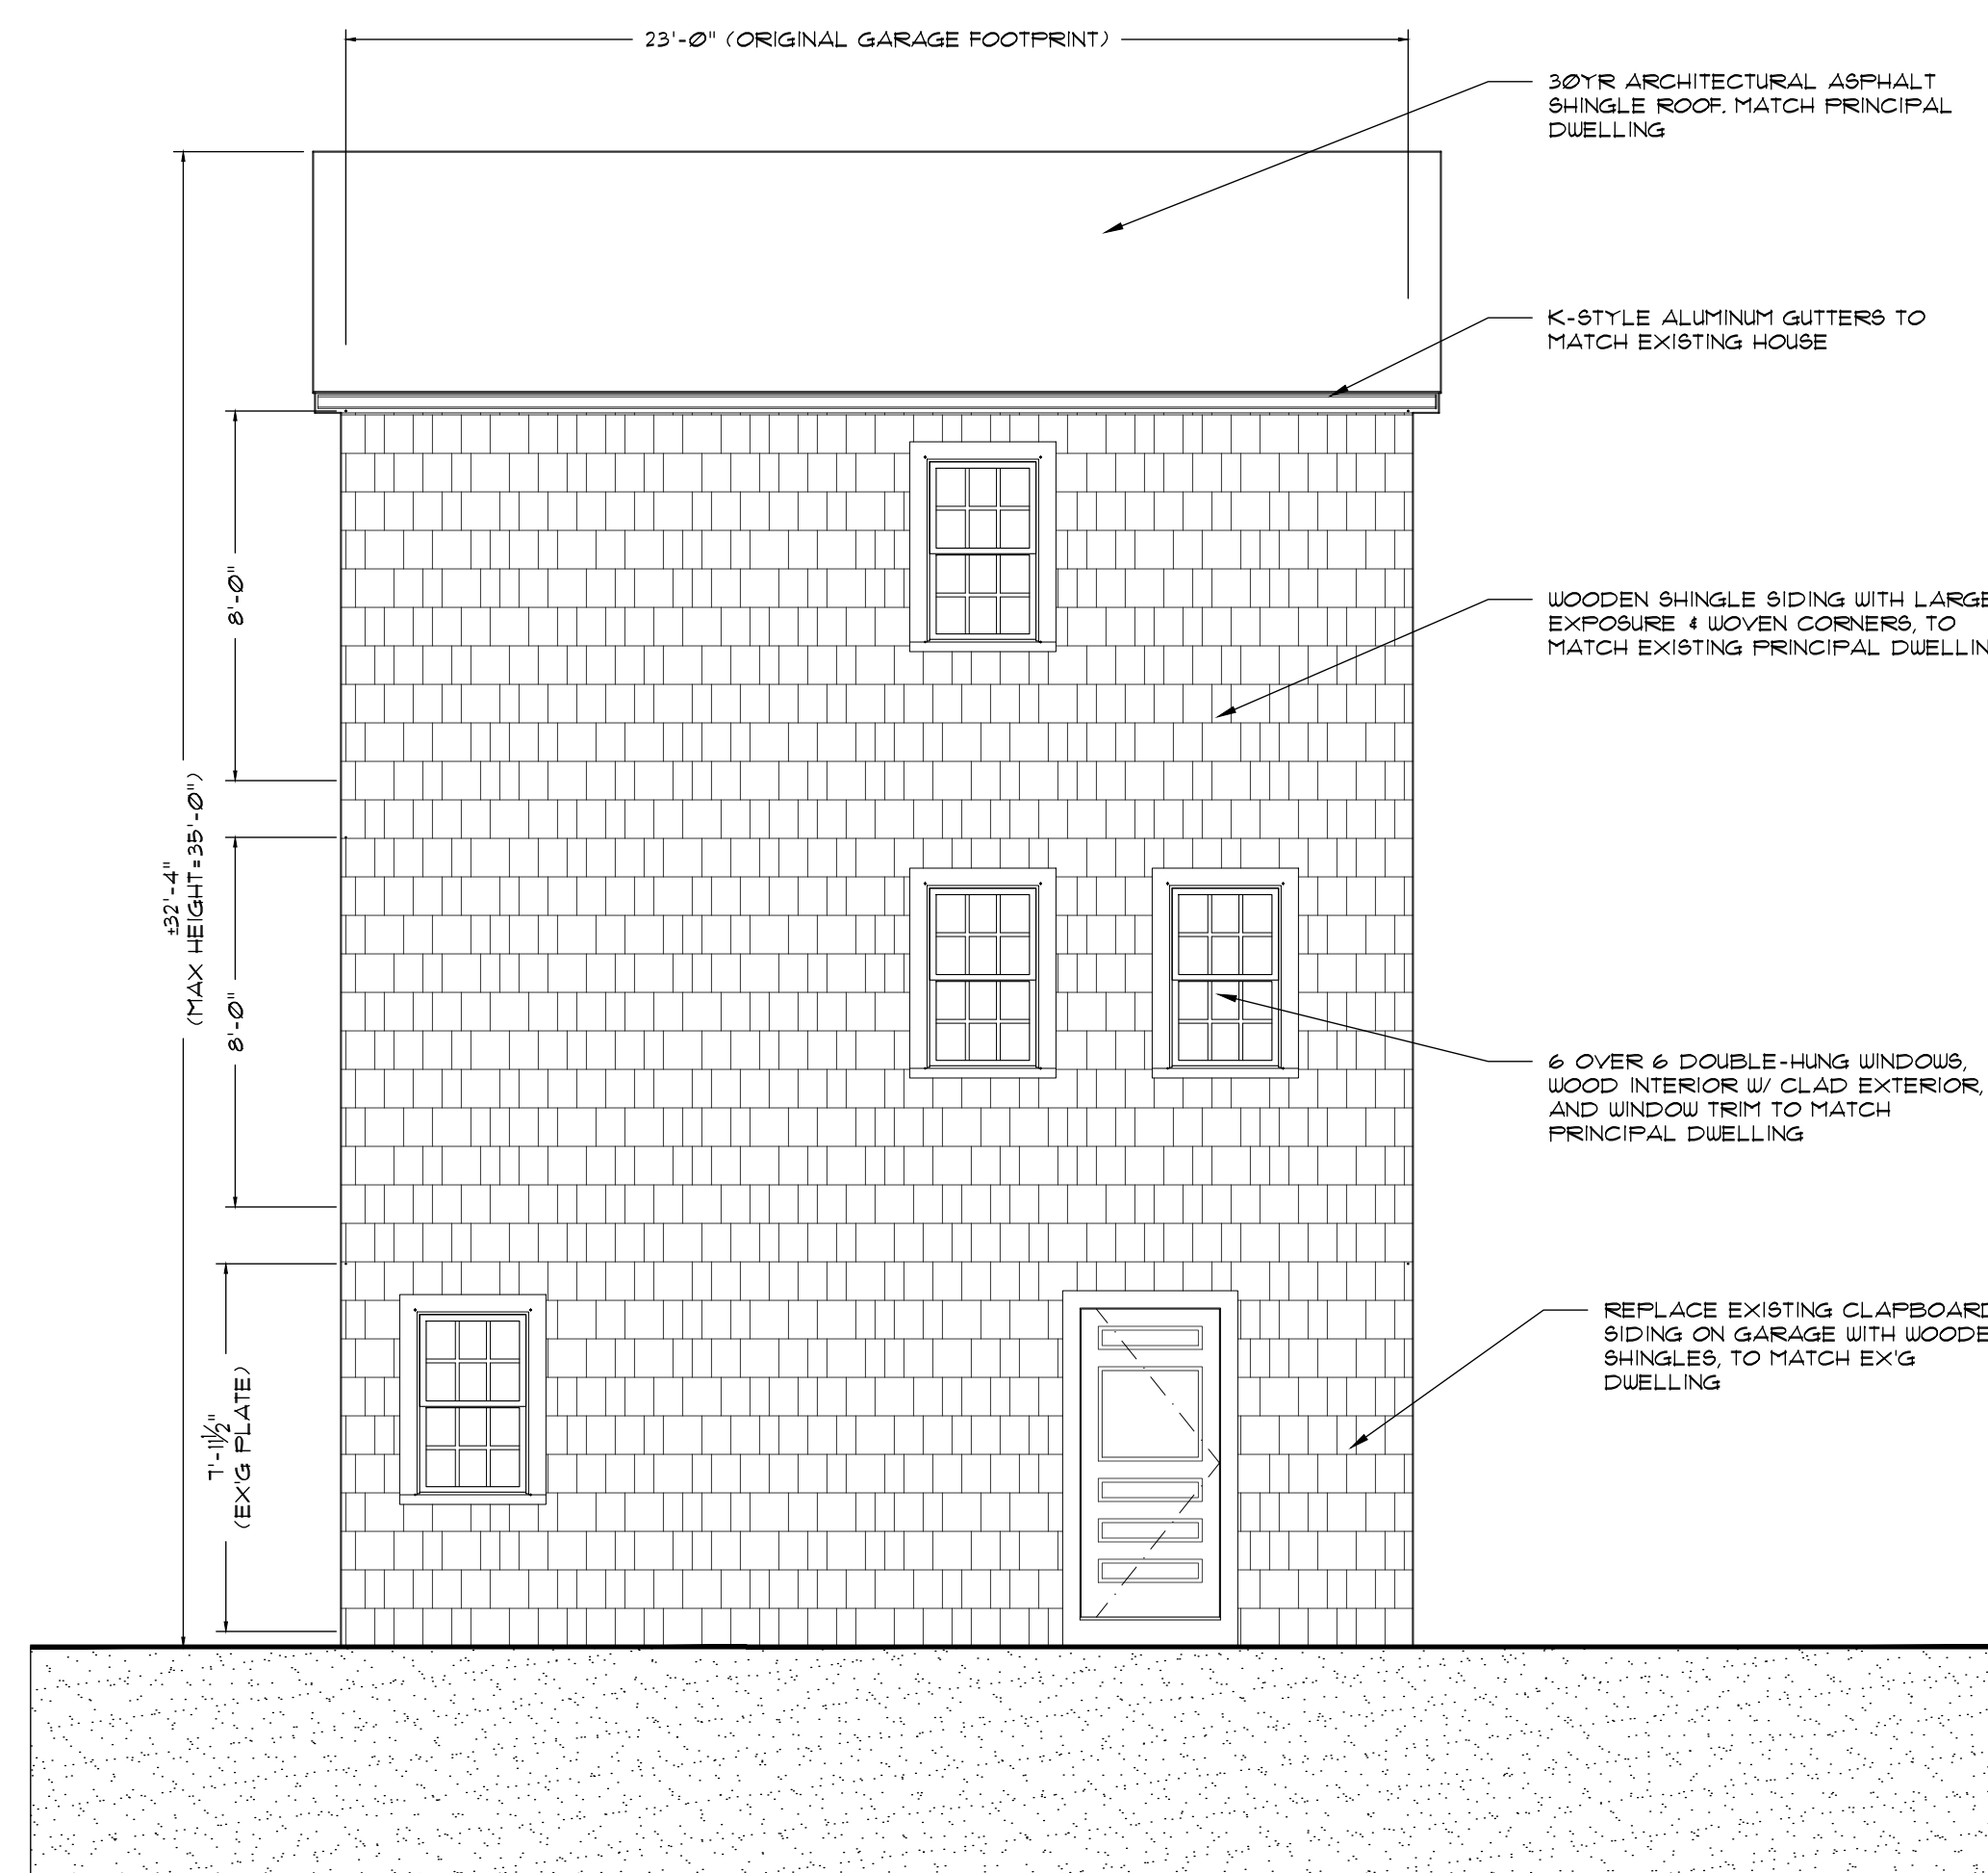 23'-0" (ORIGINAL GARAGE FOOTPRINT)
30YR ARCHITECTURAL ASPHALT
SHINGLE ROOF. MATCH PRINCIPAL
DWELLING
K-STYLE ALUMINUM GUTTERS TO
MATCH EXISTING HOUSE
8'-0"
WOODEN SHINGLE SIDING WITH LARGE
EXPOSURE & WOVEN CORNERS, TO
MATCH EXISTING PRINCIPAL DWELLIN
±32'-4"
(MAX HEIGHT=35'-0")
8'-0"
6 OVER 6 DOUBLE-HUNG WINDOWS,
WOOD INTERIOR W/ CLAD EXTERIOR,
AND WINDOW TRIM TO MATCH
PRINCIPAL DWELLING
7'-11½"
(EX'G PLATE)
REPLACE EXISTING CLAPBOARD
SIDING ON GARAGE WITH WOODE
SHINGLES, TO MATCH EX'G
DWELLING